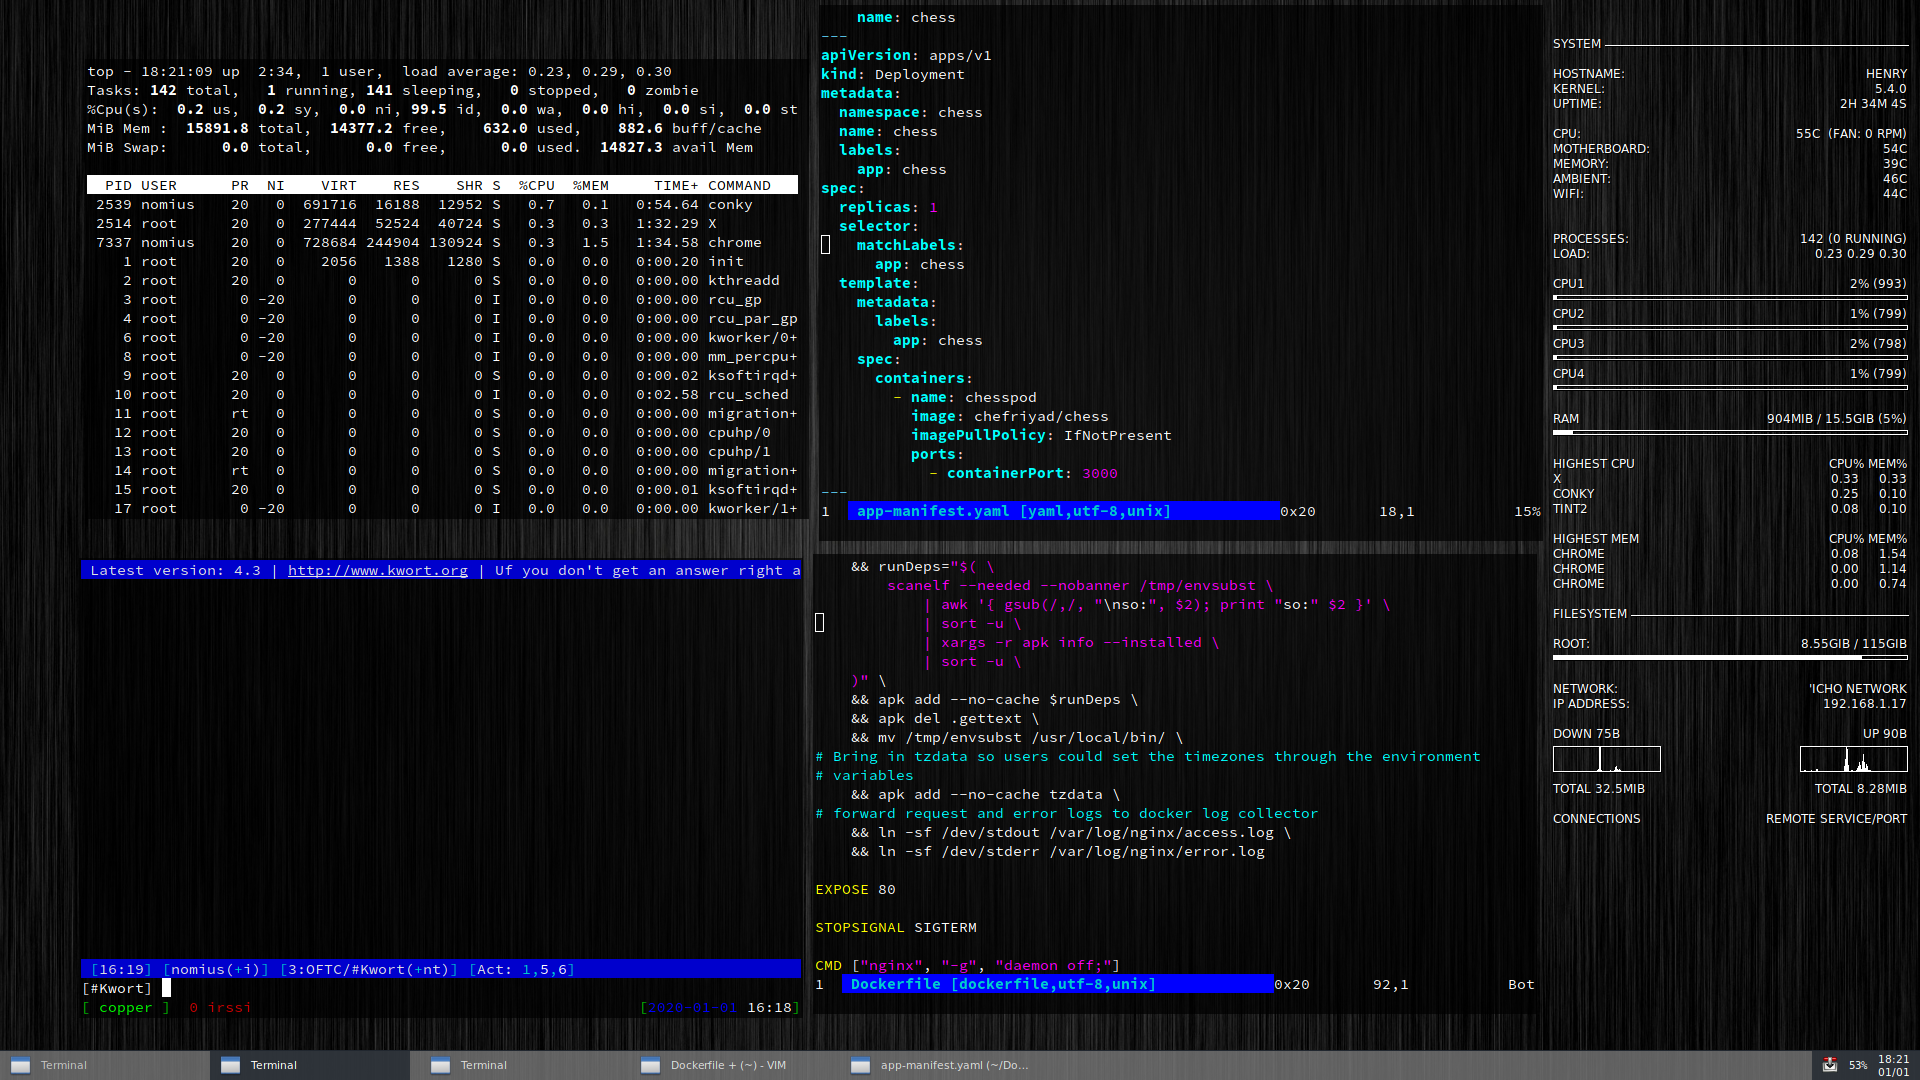 top - 18:21:09 up  2:34,  1 user,  load average: 0.23, 0.29, 0.30
Tasks: 142 total,   1 running, 141 sleeping,   0 stopped,   0 zombie
%Cpu(s):  0.2 us,  0.2 sy,  0.0 ni, 99.5 id,  0.0 wa,  0.0 hi,  0.0 si,  0.0 st
MiB Mem :  15891.8 total,  14377.2 free,    632.0 used,    882.6 buff/cache
MiB Swap:      0.0 total,      0.0 free,      0.0 used.  14827.3 avail Mem
PID USER      PR  NI    VIRT    RES    SHR S  %CPU  %MEM     TIME+ COMMAND
2539 nomius    20   0  691716  16188  12952 S   0.7   0.1   0:54.64 conky
2514 root      20   0  277444  52524  40724 S   0.3   0.3   1:32.29 X
7337 nomius    20   0  728684 244904 130924 S   0.3   1.5   1:34.58 chrome
1 root      20   0    2056   1388   1280 S   0.0   0.0   0:00.20 init
2 root      20   0       0      0      0 S   0.0   0.0   0:00.00 kthreadd
3 root       0 -20       0      0      0 I   0.0   0.0   0:00.00 rcu_gp
4 root       0 -20       0      0      0 I   0.0   0.0   0:00.00 rcu_par_gp
6 root       0 -20       0      0      0 I   0.0   0.0   0:00.00 kworker/0+
8 root       0 -20       0      0      0 I   0.0   0.0   0:00.00 mm_percpu+
9 root      20   0       0      0      0 S   0.0   0.0   0:00.02 ksoftirqd+
10 root      20   0       0      0      0 I   0.0   0.0   0:02.58 rcu_sched
11 root      rt   0       0      0      0 S   0.0   0.0   0:00.00 migration+
12 root      20   0       0      0      0 S   0.0   0.0   0:00.00 cpuhp/0
13 root      20   0       0      0      0 S   0.0   0.0   0:00.00 cpuhp/1
14 root      rt   0       0      0      0 S   0.0   0.0   0:00.00 migration+
15 root      20   0       0      0      0 S   0.0   0.0   0:00.01 ksoftirqd+
17 root       0 -20       0      0      0 I   0.0   0.0   0:00.00 kworker/1+
Latest version: 4.3 | http://www.kwort.org | Uf you don't get an answer right a
[16:19] [nomius(+i)] [3:OFTC/#Kwort(+nt)] [Act: 1,5,6]
[#Kwort]
[ copper ]  0 irssi [2020-01-01 16:18]
name: chess
---
apiVersion: apps/v1
kind: Deployment
metadata:
  namespace: chess
  name: chess
  labels:
    app: chess
spec:
  replicas: 1
  selector:
    matchLabels:
      app: chess
  template:
    metadata:
      labels:
        app: chess
    spec:
      containers:
        - name: chesspod
          image: chefriyad/chess
          imagePullPolicy: IfNotPresent
          ports:
            - containerPort: 3000
---
1   app-manifest.yaml [yaml,utf-8,unix] 0x20 18,1 15%
&& runDeps="$( \
scanelf --needed --nobanner /tmp/envsubst \
| awk '{ gsub(/,/, "\nso:", $2); print "so:" $2 }' \
| sort -u \
| xargs -r apk info --installed \
| sort -u \
)" \
&& apk add --no-cache $runDeps \
&& apk del .gettext \
&& mv /tmp/envsubst /usr/local/bin/ \
# Bring in tzdata so users could set the timezones through the environment
# variables
&& apk add --no-cache tzdata \
# forward request and error logs to docker log collector
&& ln -sf /dev/stdout /var/log/nginx/access.log \
&& ln -sf /dev/stderr /var/log/nginx/error.log
EXPOSE 80
STOPSIGNAL SIGTERM
CMD ["nginx", "-g", "daemon off;"]
1   Dockerfile [dockerfile,utf-8,unix] 0x20 92,1 Bot
SYSTEM
HOSTNAME: HENRY
KERNEL: 5.4.0
UPTIME: 2H 34M 4S
CPU: 55C (FAN: 0 RPM)
MOTHERBOARD: 54C
MEMORY: 39C
AMBIENT: 46C
WIFI: 44C
PROCESSES: 142 (0 RUNNING)
LOAD: 0.23 0.29 0.30
CPU1 2% (993)
CPU2 1% (799)
CPU3 2% (798)
CPU4 1% (799)
RAM 904MIB / 15.5GIB (5%)
HIGHEST CPU CPU% MEM%
X 0.33 0.33
CONKY 0.25 0.10
TINT2 0.08 0.10
HIGHEST MEM CPU% MEM%
CHROME 0.08 1.54
CHROME 0.00 1.14
CHROME 0.00 0.74
FILESYSTEM
ROOT: 8.55GIB / 115GIB
NETWORK: 'ICHO NETWORK
IP ADDRESS: 192.168.1.17
DOWN 75B UP 90B
TOTAL 32.5MIB TOTAL 8.28MIB
CONNECTIONS REMOTE SERVICE/PORT
Terminal
Terminal
Terminal
Dockerfile + (~) - VIM
app-manifest.yaml (~/Do...
53%
18:21
01/01